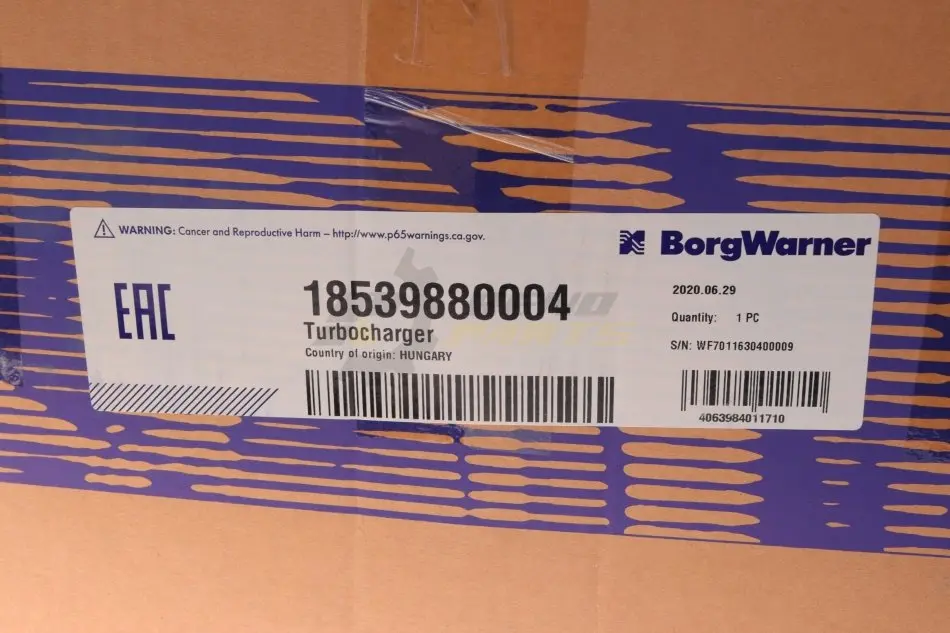 WARNING: Cancer and Reproductive Harm – http://www.p65warnings.ca.gov.
BorgWarner
EAC
18539880004
Turbocharger
Country of origin: HUNGARY
2020.06.29
Quantity: 1 PC
S/N: WF7011630400009
4063984011710